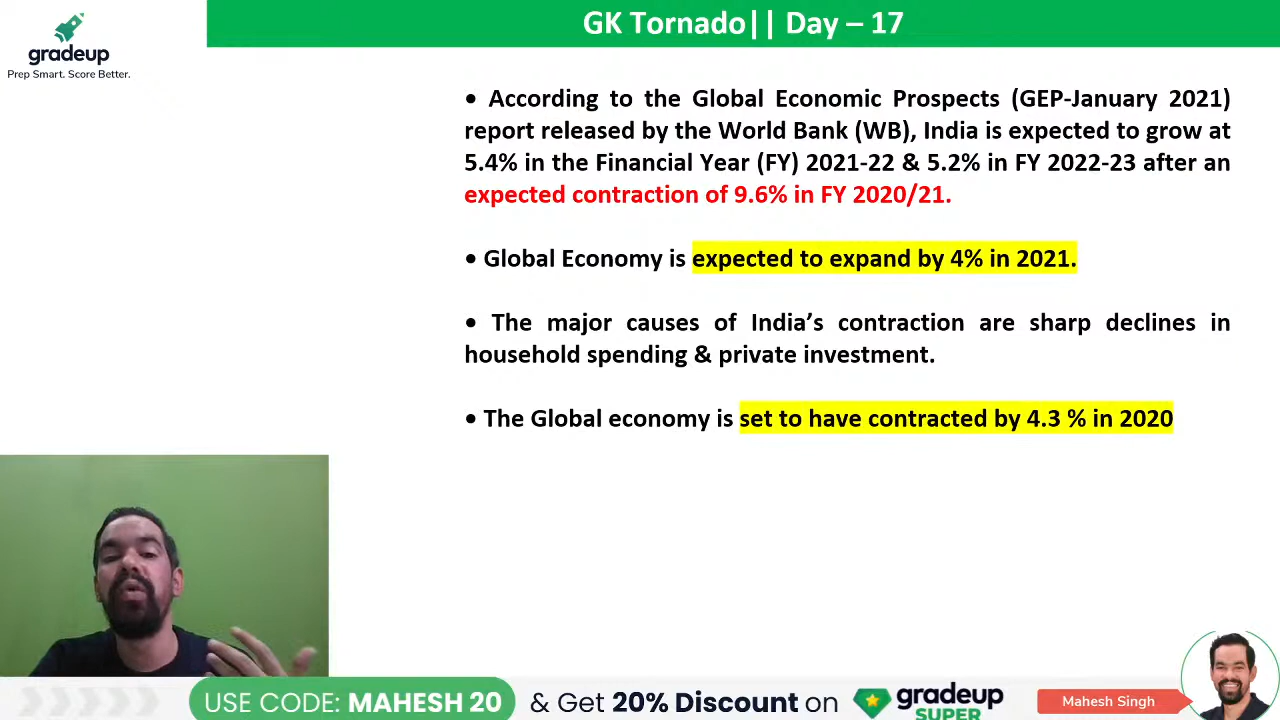 gradeup
Prep Smart. Score Better.
GK Tornado|| Day – 17
• According to the Global Economic Prospects (GEP-January 2021)
report released by the World Bank (WB), India is expected to grow at
5.4% in the Financial Year (FY) 2021-22 & 5.2% in FY 2022-23 after an
expected contraction of 9.6% in FY 2020/21.
• Global Economy is expected to expand by 4% in 2021.
• The major causes of India’s contraction are sharp declines in
household spending & private investment.
• The Global economy is set to have contracted by 4.3 % in 2020
USE CODE: MAHESH 20 & Get 20% Discount on gradeup
SUPER
Mahesh Singh